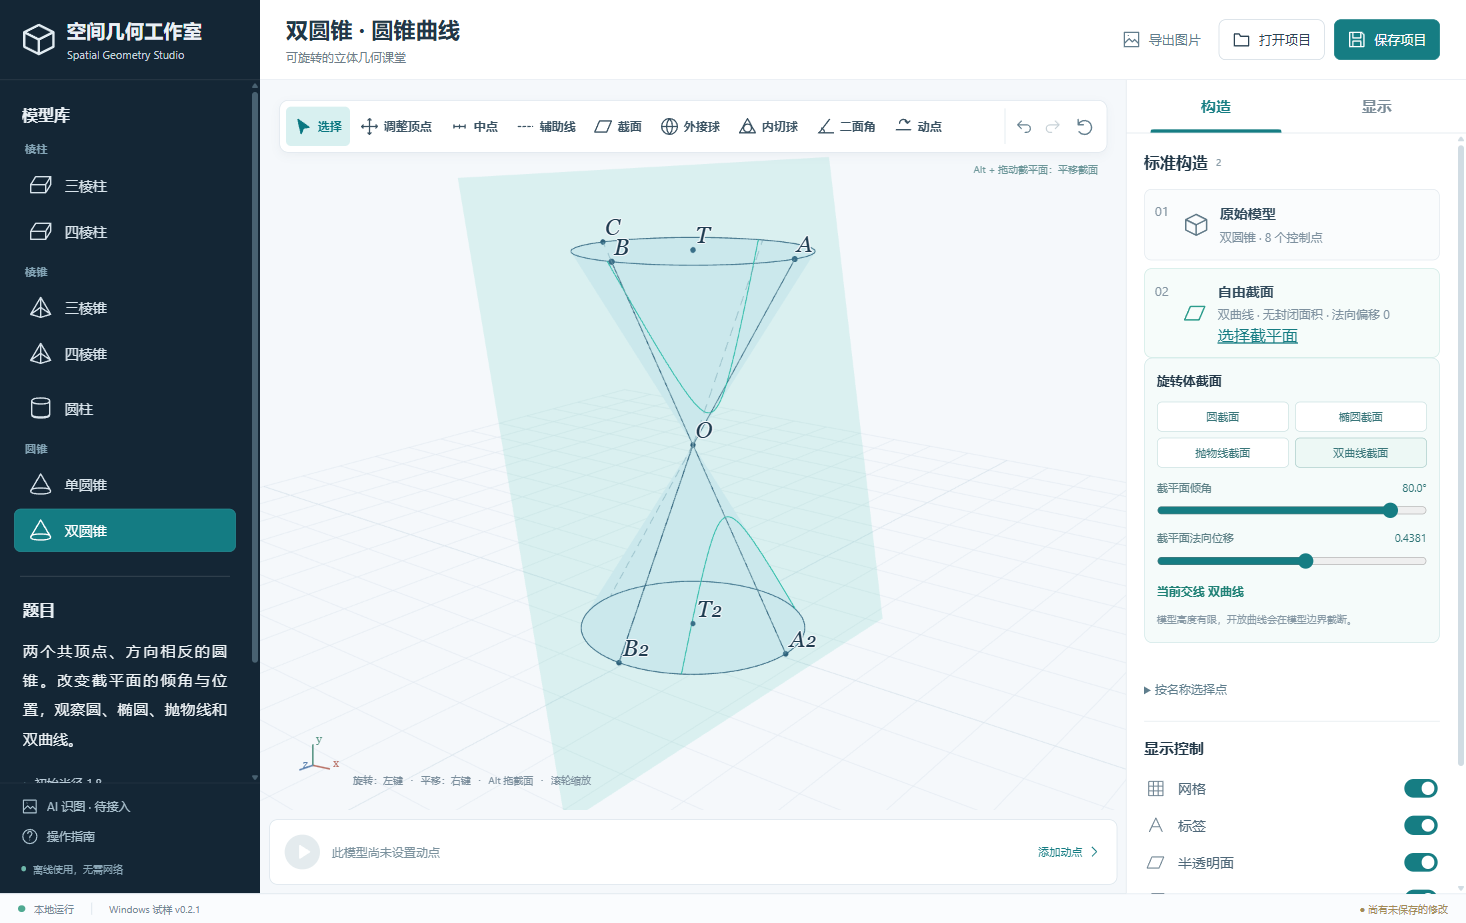 空间几何工作室
Spatial Geometry Studio
模型库
棱柱
三棱柱
四棱柱
棱锥
三棱锥
四棱锥
圆柱
圆锥
单圆锥
双圆锥
题目
两个共顶点、方向相反的圆
锥。改变截平面的倾角与位
置，观察圆、椭圆、抛物线和
双曲线。
AI 识图 · 待接入
操作指南
离线使用，无需网络
双圆锥 · 圆锥曲线
可旋转的立体几何课堂
导出图片
打开项目
保存项目
选择
调整顶点
中点
辅助线
截面
外接球
内切球
二面角
动点
Alt + 拖动截平面：平移截面
C
B
T
A
O
T2
B2
A2
y
z
x
旋转：左键 · 平移：右键 · Alt 拖截面 · 滚轮缩放
此模型尚未设置动点
添加动点
构造
显示
标准构造 2
01
原始模型
双圆锥 · 8 个控制点
02
自由截面
双曲线 · 无封闭面积 · 法向偏移 0
选择截平面
旋转体截面
圆截面
椭圆截面
抛物线截面
双曲线截面
截平面倾角 80.0°
截平面法向位移 0.4381
当前交线 双曲线
模型高度有限，开放曲线会在模型边界截断。
按名称选择点
显示控制
网格
标签
半透明面
本地运行
Windows 试样 v0.2.1
尚有未保存的修改